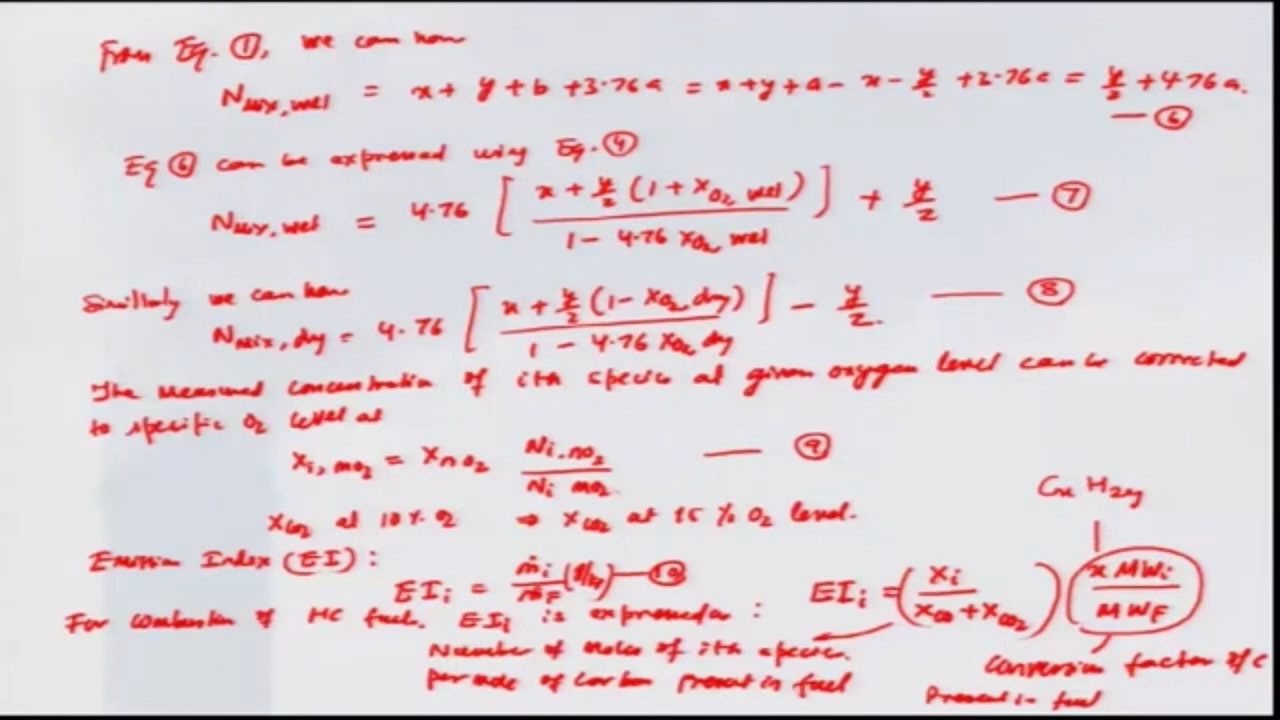 From Eq. ①, we can have
N_mix,wet = x + y + b + 3.76a = x + y + a - x - y/2 + 3.76a = y/2 + 4.76a. — ⑥
Eq ⑥ can be expressed using Eq. ④
N_mix,wet = 4.76 [ (x + y/2 (1 + X_O2 wet)) / (1 - 4.76 X_O2 wet) ] + y/2 — ⑦
Similarly we can have
N_mix,dry = 4.76 [ (x + y/2 (1 - X_O2 dry)) / (1 - 4.76 X_O2 dry) ] - y/2. — ⑧
The measured concentration of ith species at given oxygen level can be corrected
to specific O2 level as
X_i,mO2 = X_nO2 N_i.nO2 / N_i mO2. — ⑨
C_x H_2y
X_CO2 at 10 % O2 ⇒ X_CO2 at 15 % O2 level.
Emission Index (EI) :
EI_i = ṁ_i / ṁ_F (g/kg) — ⑩
EI_i = ( X_i / (X_CO + X_CO2) ) ( x MW_i / MW_F )
For combustion of HC fuel, EI_i is expressed as :
Number of moles of ith species.
per mole of carbon present in fuel
Conversion factor of C
Present in fuel